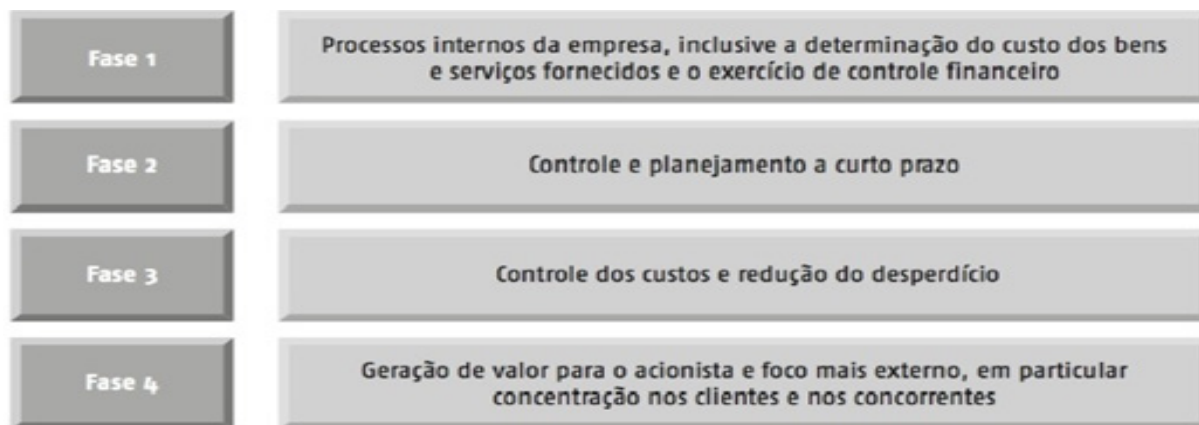 Fase 1
Processos internos da empresa, inclusive a determinação do custo dos bens
e serviços fornecidos e o exercício de controle financeiro
Fase 2
Controle e planejamento a curto prazo
Fase 3
Controle dos custos e redução do desperdício
Fase 4
Geração de valor para o acionista e foco mais externo, em particular
concentração nos clientes e nos concorrentes